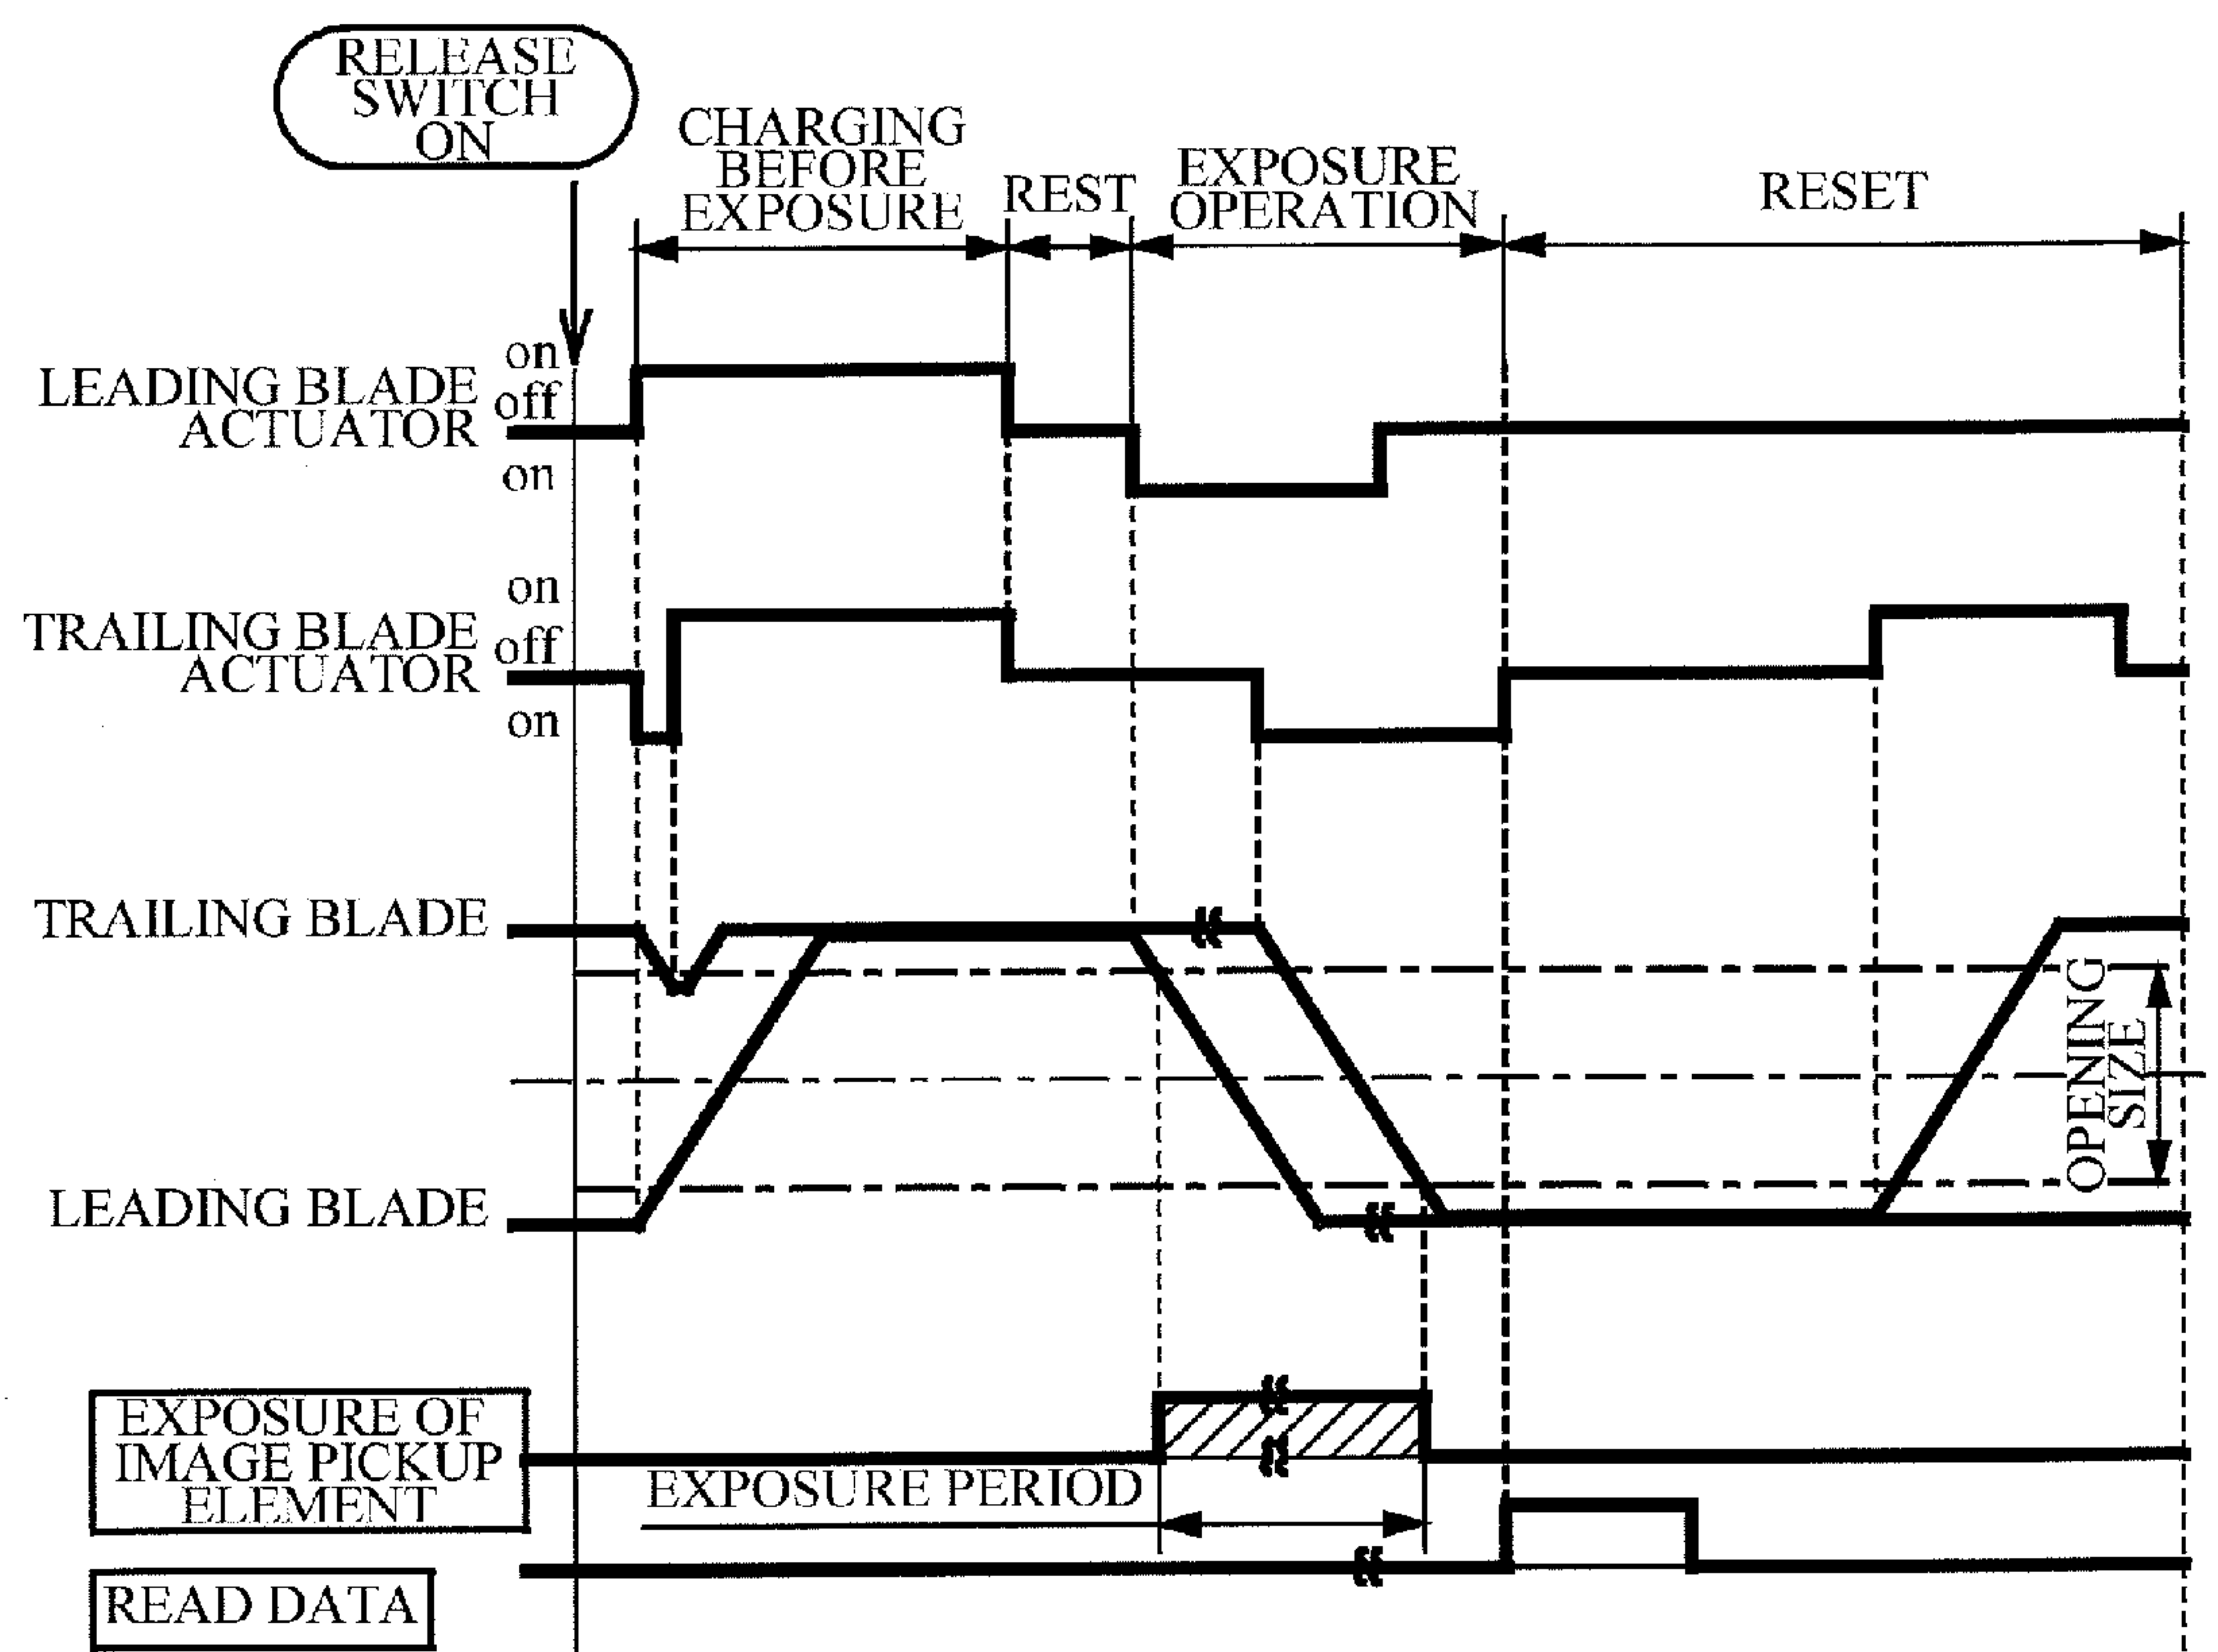 RELEASE
SWITCH
ON
CHARGING
BEFORE
EXPOSURE
REST
EXPOSURE
OPERATION
RESET
on
LEADING BLADE
ACTUATOR
off
on
on
TRAILING BLADE
ACTUATOR
off
on
TRAILING BLADE
OPENING
SIZE
LEADING BLADE
EXPOSURE OF
IMAGE PICKUP
ELEMENT
EXPOSURE PERIOD
READ DATA